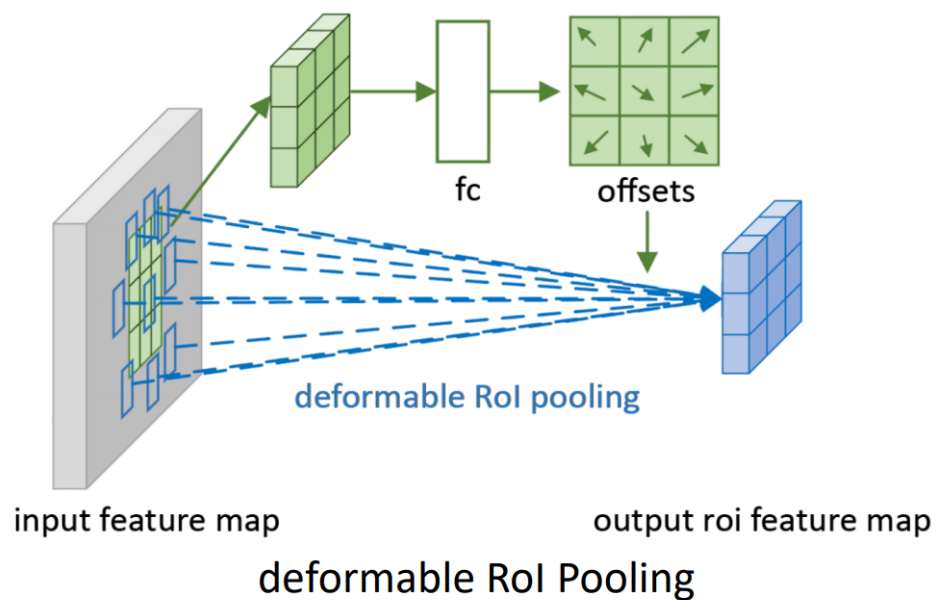 fc
offsets
deformable RoI pooling
input feature map
output roi feature map
deformable RoI Pooling